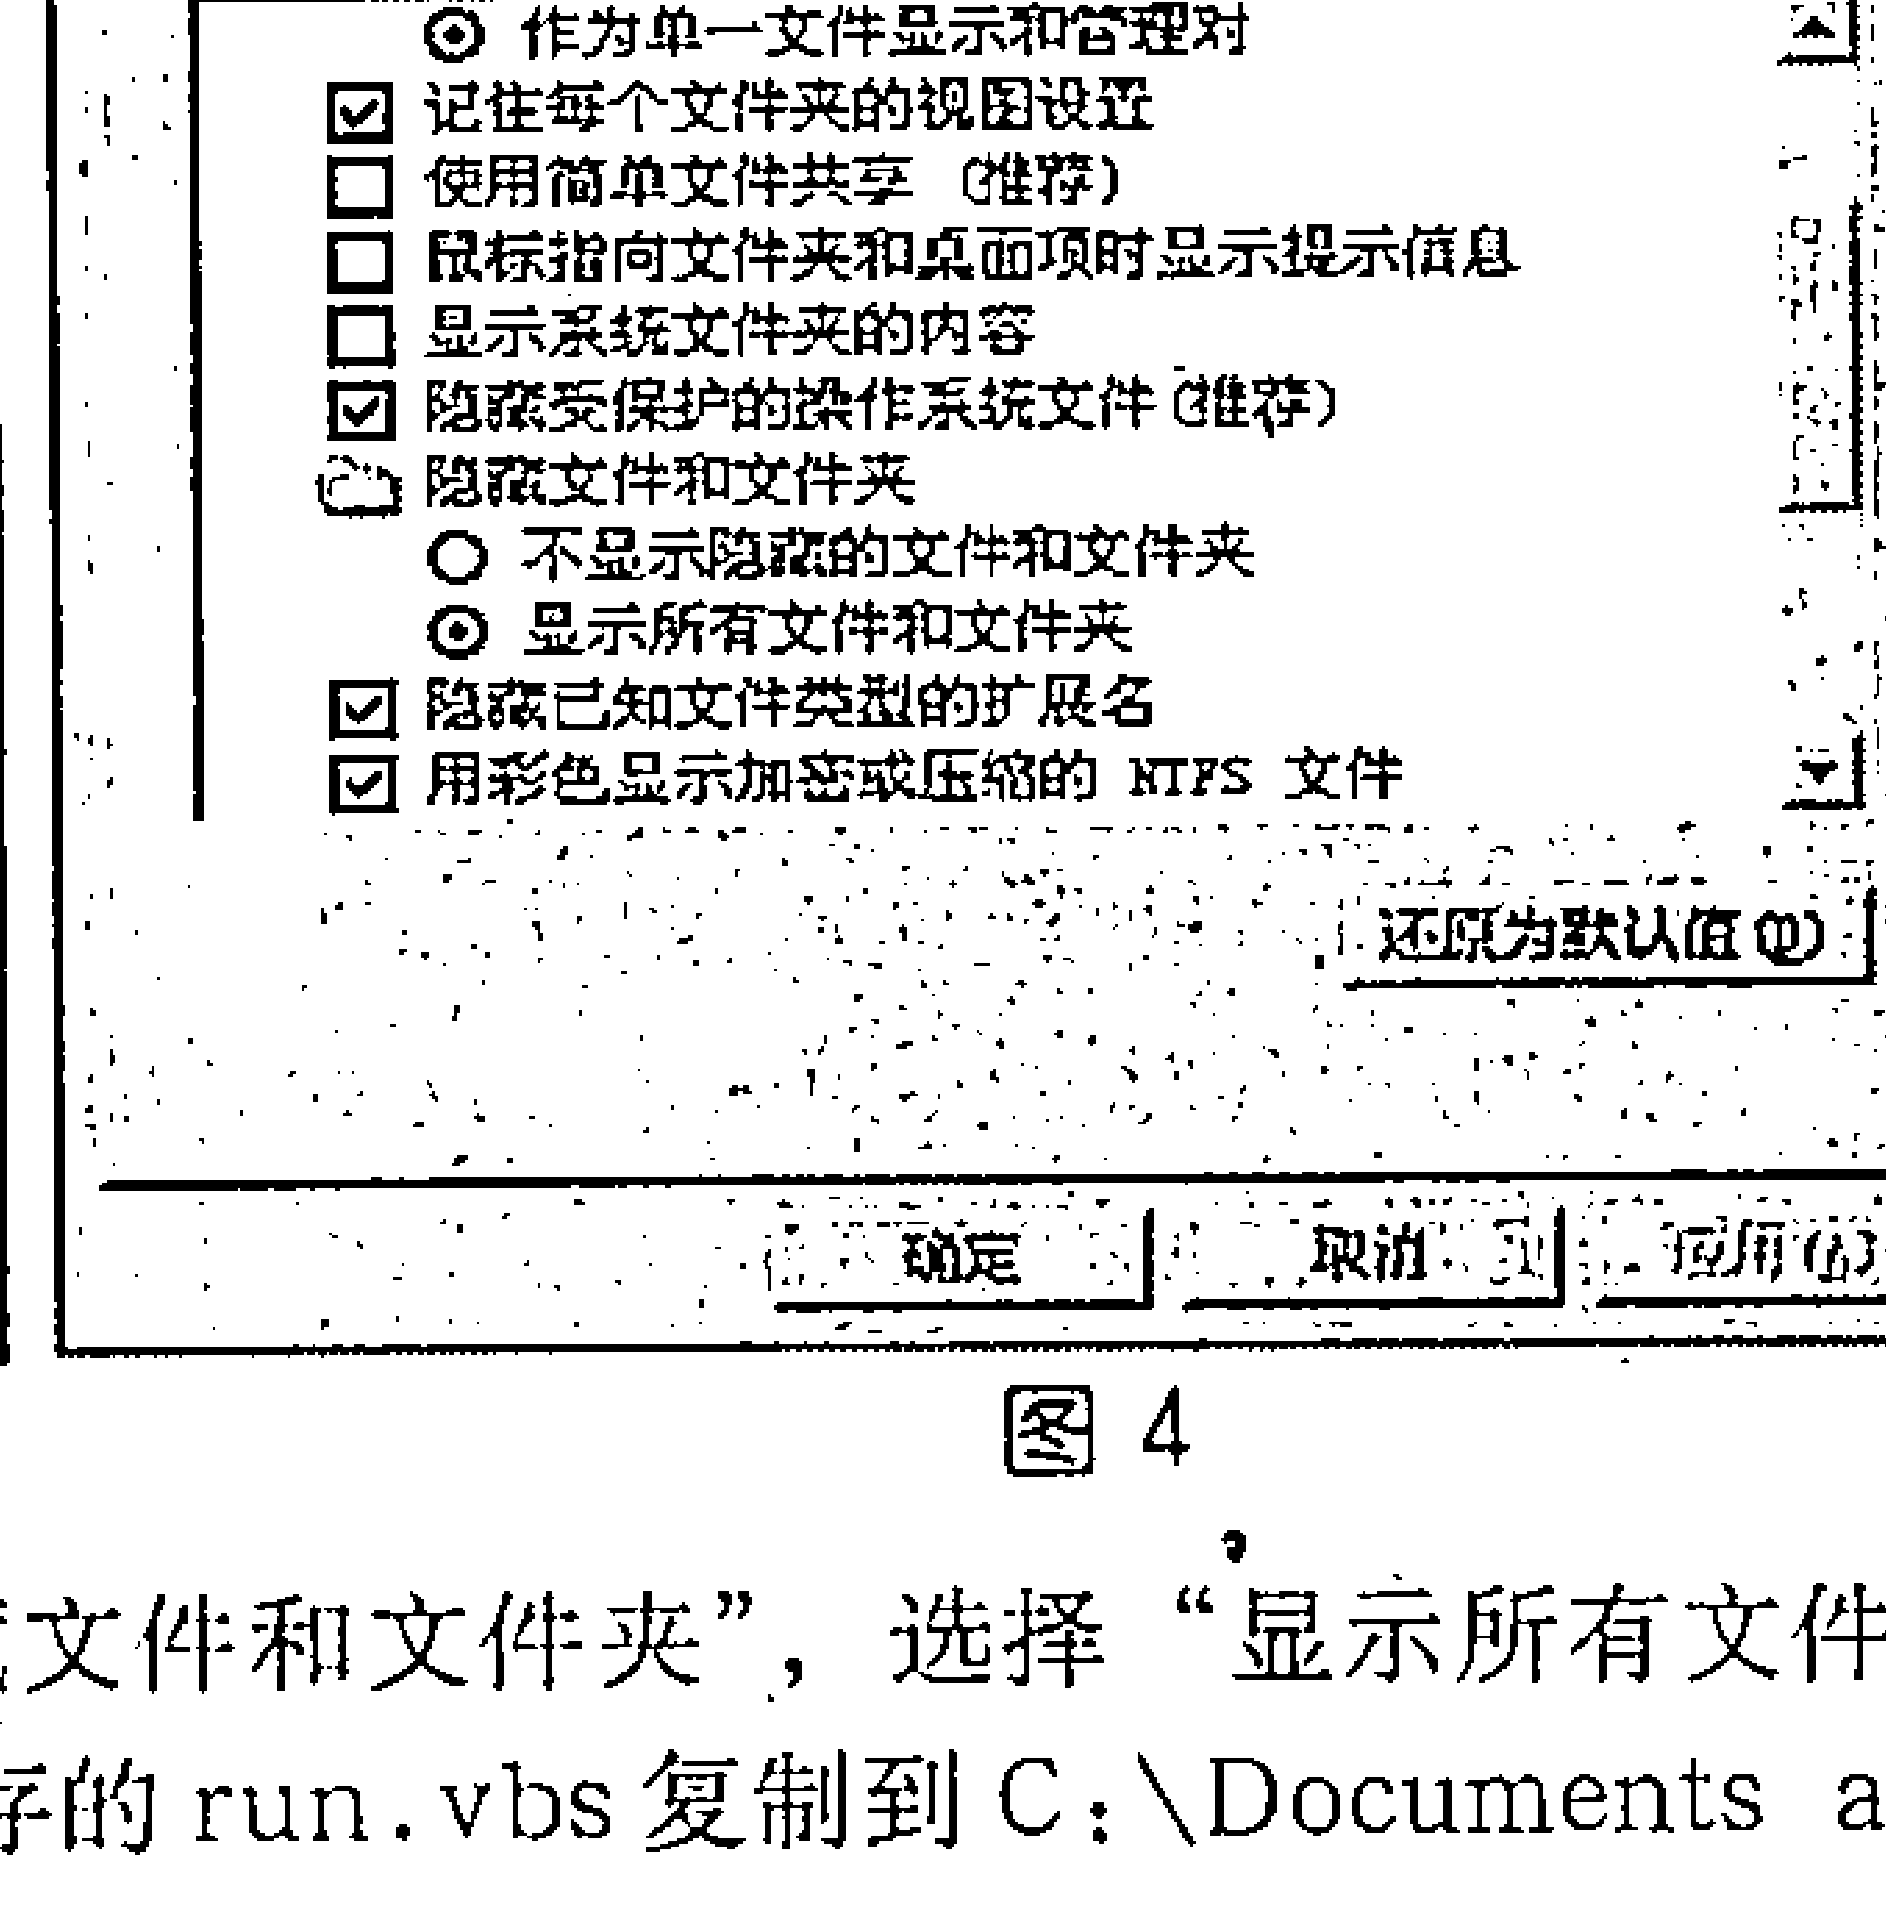 作为单一文件显示和管理对
记住每个文件夹的视图设置
使用简单文件共享 (推荐)
鼠标指向文件夹和桌面项时显示提示信息
显示系统文件夹的内容
隐藏受保护的操作系统文件(推荐)
隐藏文件和文件夹
不显示隐藏的文件和文件夹
显示所有文件和文件夹
隐藏已知文件类型的扩展名
用彩色显示加密或压缩的 NTFS 文件
还原为默认值(D)
确定 取消 应用(A)
图 4
文件和文件夹”，选择“显示所有文件
存的 run.vbs 复制到 C:\Documents a